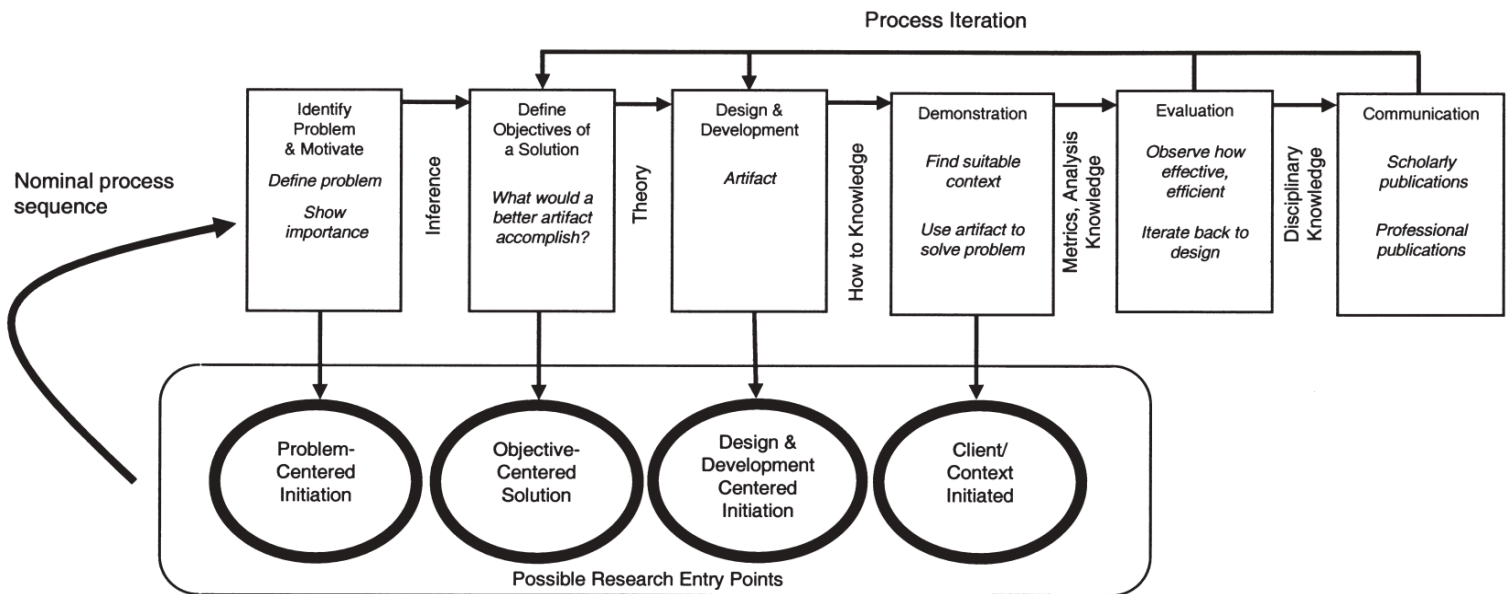 Process Iteration
Nominal process
sequence
Identify
Problem
& Motivate
Define problem
Show
importance
Inference
Define
Objectives of
a Solution
What would a
better artifact
accomplish?
Theory
Design &
Development
Artifact
How to Knowledge
Demonstration
Find suitable
context
Use artifact to
solve problem
Metrics, Analysis
Knowledge
Evaluation
Observe how
effective,
efficient
Iterate back to
design
Disciplinary
Knowledge
Communication
Scholarly
publications
Professional
publications
Problem-
Centered
Initiation
Objective-
Centered
Solution
Design &
Development
Centered
Initiation
Client/
Context
Initiated
Possible Research Entry Points